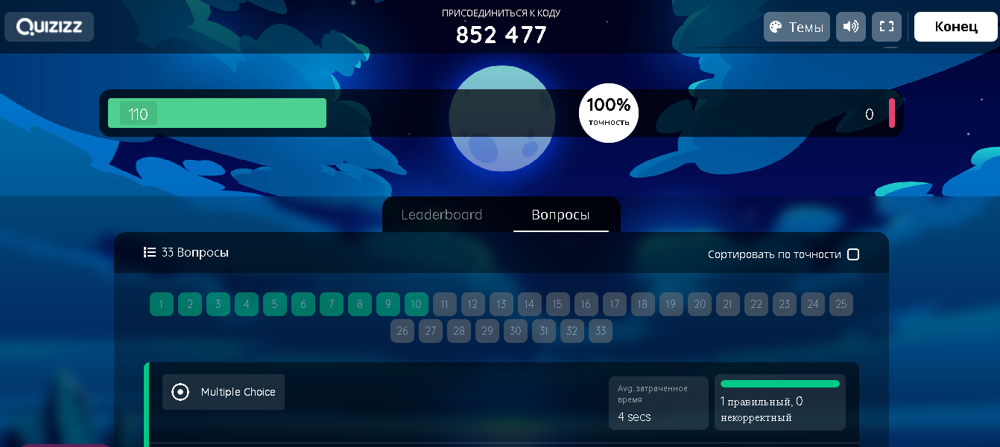 QUIZIZZ
ПРИСОЕДИНИТЬСЯ К КОДУ
852 477
Темы
Конец
110
100%
точность
0
Leaderboard
Вопросы
33 Вопросы
Сортировать по точности
1 2 3 4 5 6 7 8 9 10 11 12 13 14 15 16 17 18 19 20 21 22 23 24 25
26 27 28 29 30 31 32 33
Multiple Choice
Avg. затраченное
время
4 secs
1 правильный, 0
некорректный